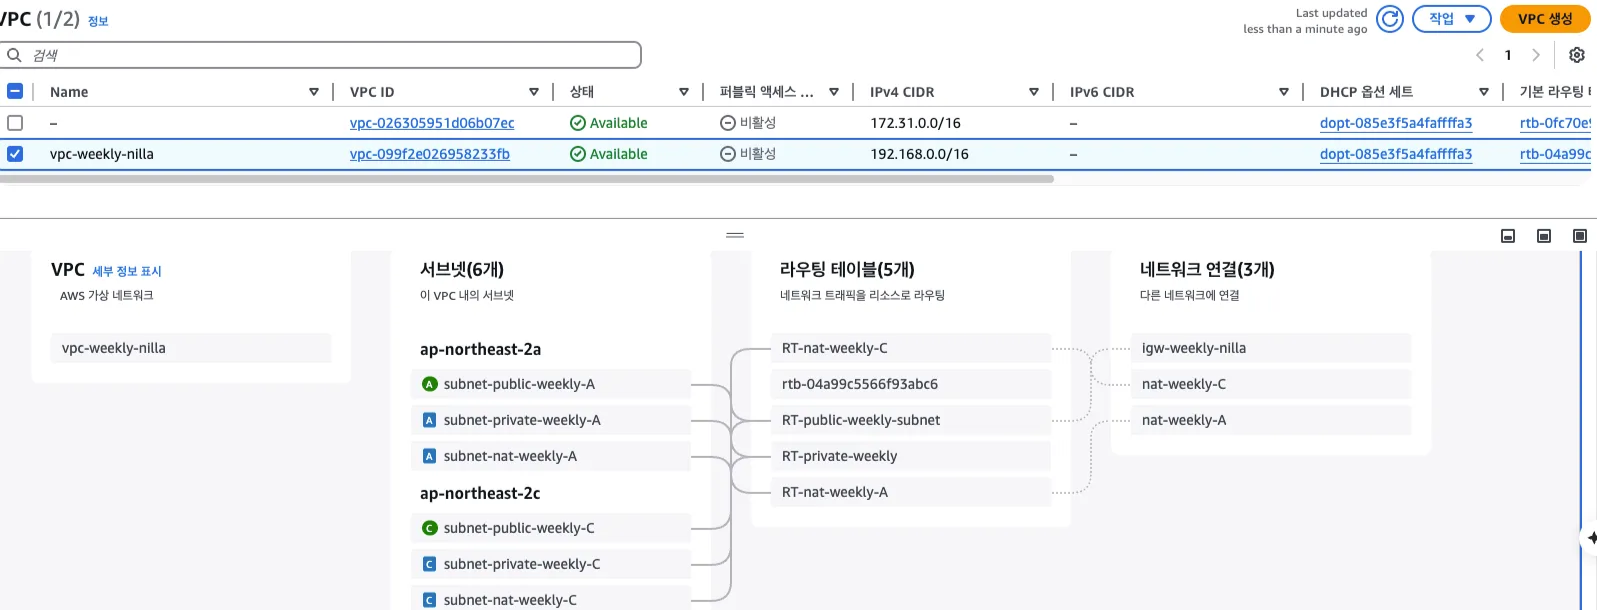 VPC (1/2) 정보
Last updated
less than a minute ago
작업
VPC 생성
검색
1
Name VPC ID 상태 퍼블릭 액세스 ... IPv4 CIDR IPv6 CIDR DHCP 옵션 세트 기본 라우팅
– vpc-026305951d06b07ec Available 비활성 172.31.0.0/16 – dopt-085e3f5a4faffffa3 rtb-0fc70e
vpc-weekly-nilla vpc-099f2e026958233fb Available 비활성 192.168.0.0/16 – dopt-085e3f5a4faffffa3 rtb-04a99c
VPC 세부 정보 표시
AWS 가상 네트워크
vpc-weekly-nilla
서브넷(6개)
이 VPC 내의 서브넷
ap-northeast-2a
A subnet-public-weekly-A
A subnet-private-weekly-A
A subnet-nat-weekly-A
ap-northeast-2c
C subnet-public-weekly-C
C subnet-private-weekly-C
C subnet-nat-weekly-C
라우팅 테이블(5개)
네트워크 트래픽을 리소스로 라우팅
RT-nat-weekly-C
rtb-04a99c5566f93abc6
RT-public-weekly-subnet
RT-private-weekly
RT-nat-weekly-A
네트워크 연결(3개)
다른 네트워크에 연결
igw-weekly-nilla
nat-weekly-C
nat-weekly-A